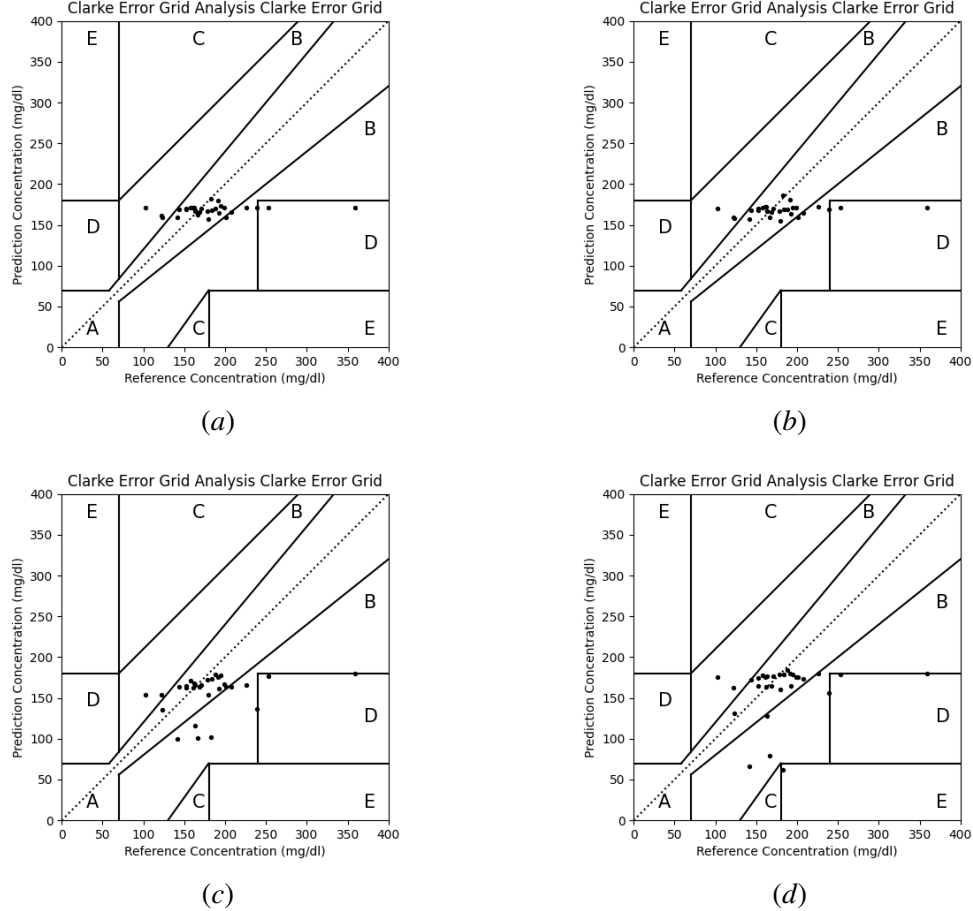 Clarke Error Grid Analysis Clarke Error Grid
400
350
300
250
200
150
100
50
0
Prediction Concentration (mg/dl)
E
C
B
B
D
D
A
C
E
0 50 100 150 200 250 300 350 400
Reference Concentration (mg/dl)
(a)
Clarke Error Grid Analysis Clarke Error Grid
400
350
300
250
200
150
100
50
0
Prediction Concentration (mg/dl)
E
C
B
B
D
D
A
C
E
0 50 100 150 200 250 300 350 400
Reference Concentration (mg/dl)
(b)
Clarke Error Grid Analysis Clarke Error Grid
400
350
300
250
200
150
100
50
0
Prediction Concentration (mg/dl)
E
C
B
B
D
D
A
C
E
0 50 100 150 200 250 300 350 400
Reference Concentration (mg/dl)
(c)
Clarke Error Grid Analysis Clarke Error Grid
400
350
300
250
200
150
100
50
0
Prediction Concentration (mg/dl)
E
C
B
B
D
D
A
C
E
0 50 100 150 200 250 300 350 400
Reference Concentration (mg/dl)
(d)